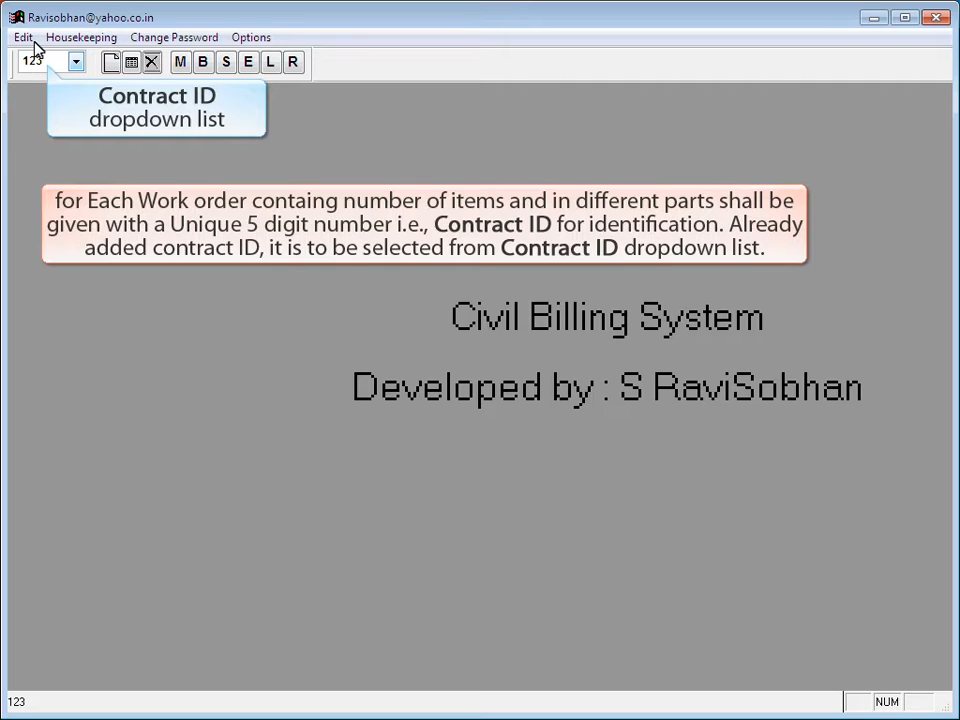 Ravisobhan@yahoo.co.in
Edit Housekeeping Change Password Options
123 M B S E L R
Contract ID
dropdown list
for Each Work order containg number of items and in different parts shall be
given with a Unique 5 digit number i.e., Contract ID for identification. Already
added contract ID, it is to be selected from Contract ID dropdown list.
Civil Billing System
Developed by : S RaviSobhan
123 NUM